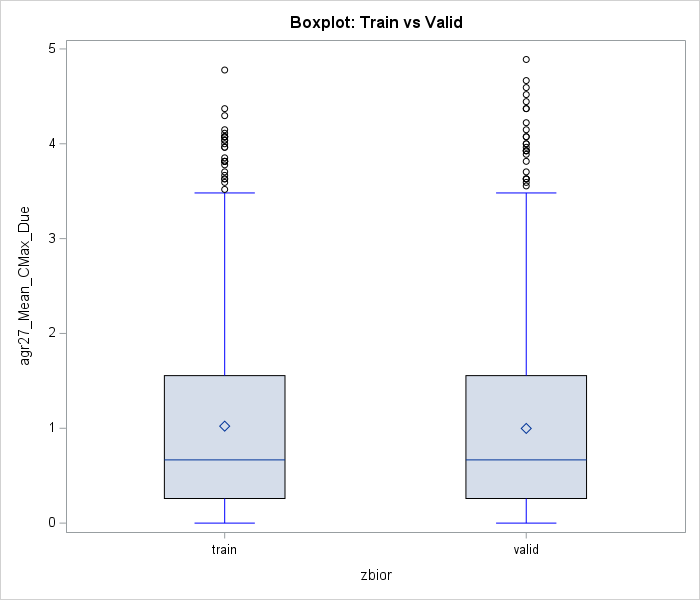 Boxplot: Train vs Valid
5
4
3
2
1
0
agr27_Mean_CMax_Due
train
valid
zbior